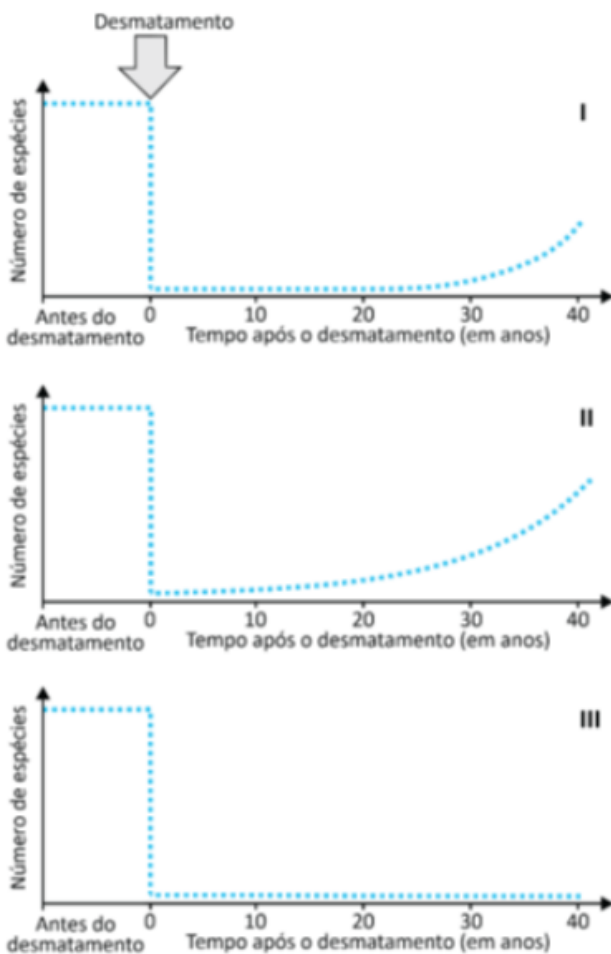 Desmatamento
Número de espécies
I
Antes do desmatamento
0 10 20 30 40
Tempo após o desmatamento (em anos)
Número de espécies
II
Antes do desmatamento
0 10 20 30 40
Tempo após o desmatamento (em anos)
Número de espécies
III
Antes do desmatamento
0 10 20 30 40
Tempo após o desmatamento (em anos)